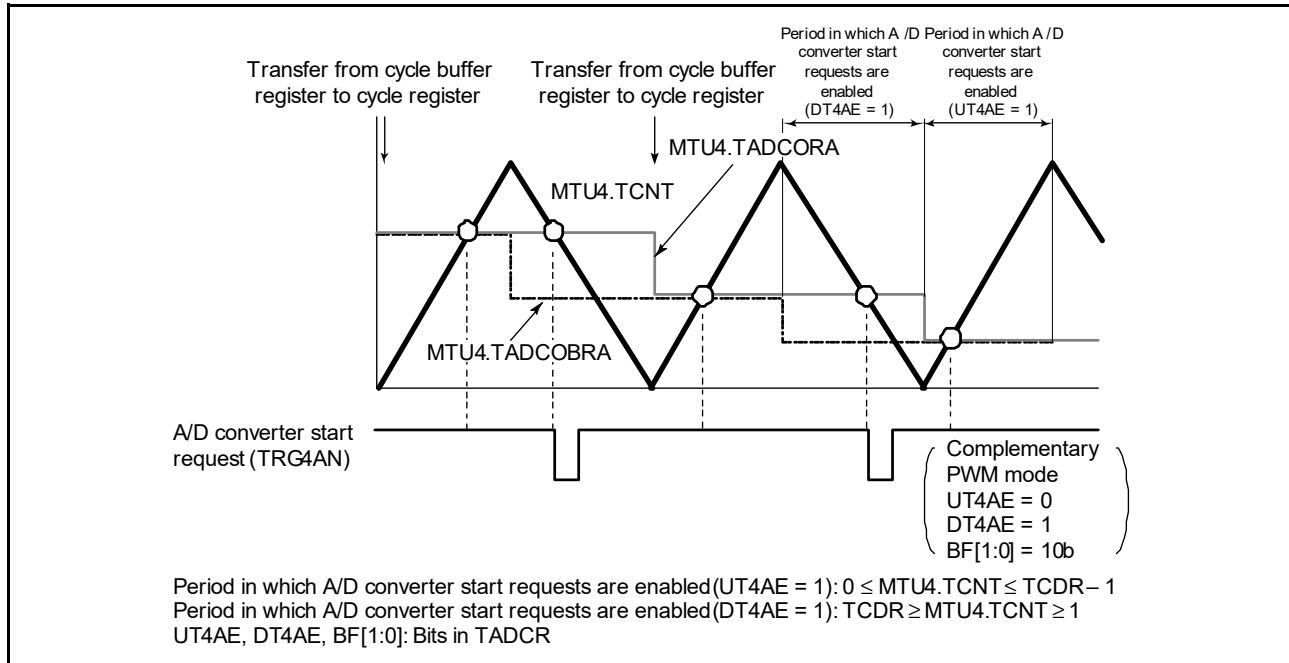 Period in which A/D
converter start
requests are
enabled
(DT4AE = 1)
Period in which A/D
converter start
requests are
enabled
(UT4AE = 1)
Transfer from cycle buffer
register to cycle register
Transfer from cycle buffer
register to cycle register
MTU4.TADCORA
MTU4.TCNT
MTU4.TADCOBRA
A/D converter start
request (TRG4AN)
Complementary
PWM mode
UT4AE = 0
DT4AE = 1
BF[1:0] = 10b
Period in which A/D converter start requests are enabled (UT4AE = 1): 0 ≤ MTU4.TCNT ≤ TCDR – 1
Period in which A/D converter start requests are enabled (DT4AE = 1): TCDR ≥ MTU4.TCNT ≥ 1
UT4AE, DT4AE, BF[1:0]: Bits in TADCR